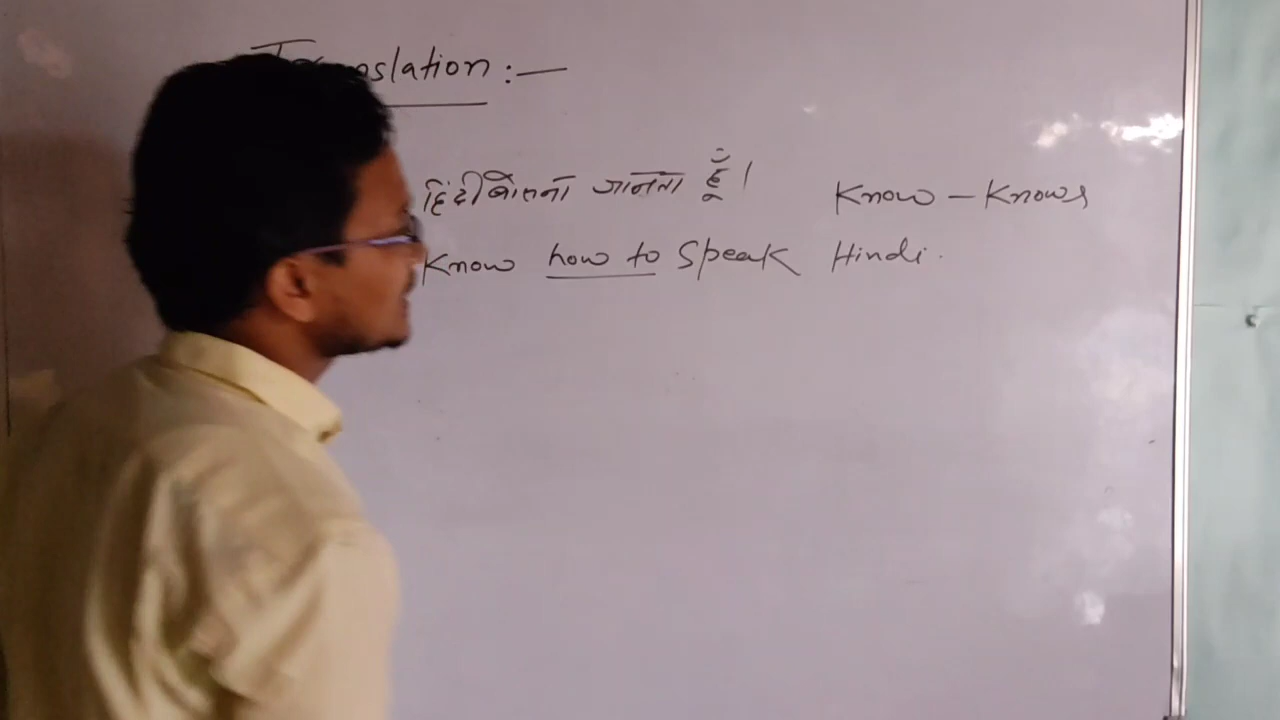 Translation :—
हिंदी बोलना जानता हूँ। Know – Knows
Know how to Speak Hindi.